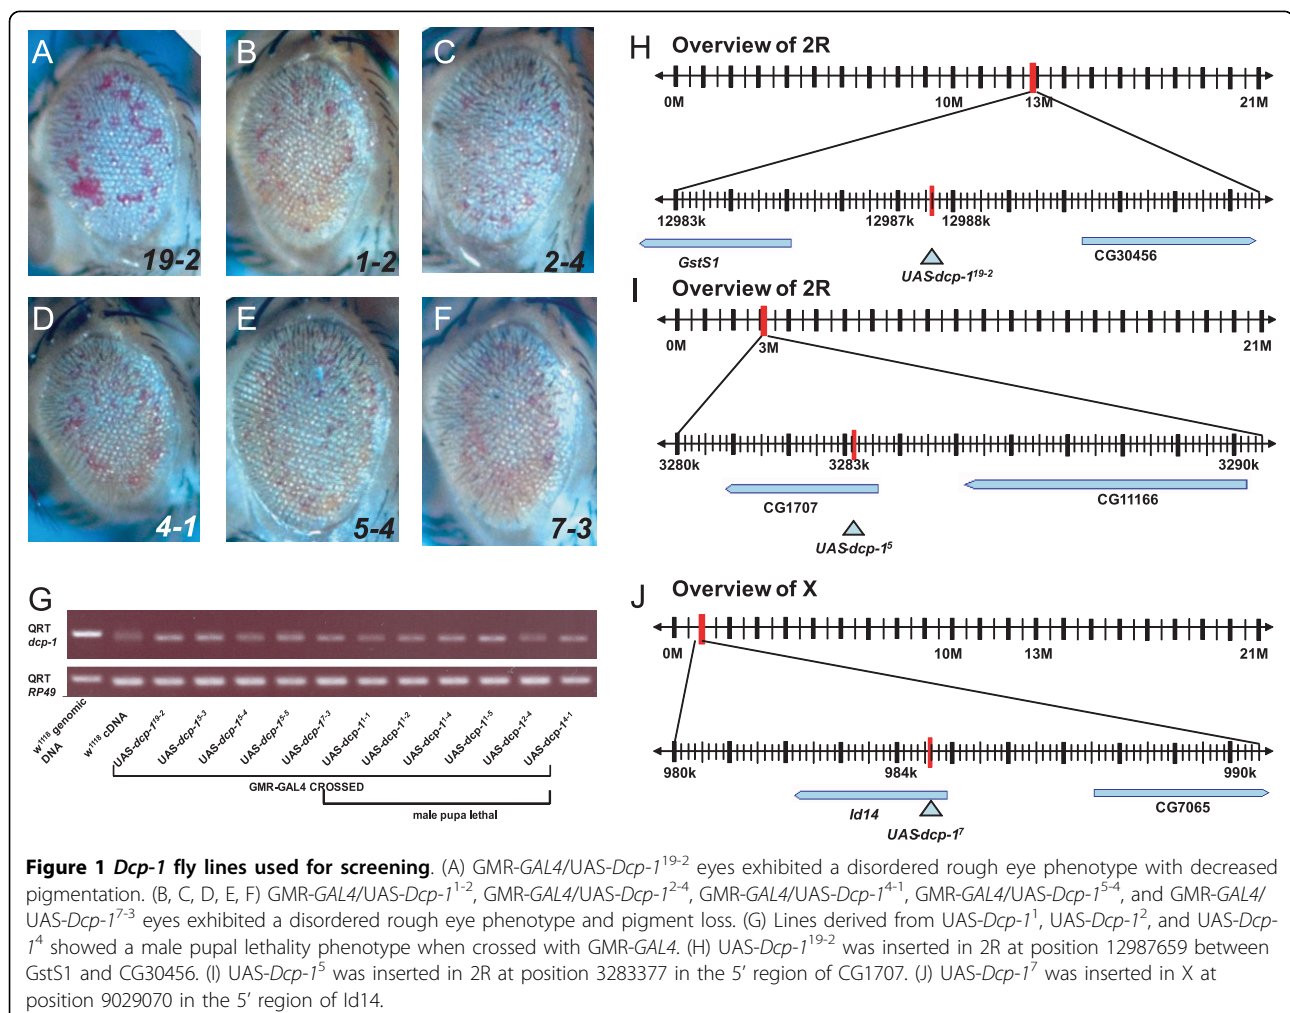 A
19-2
B
1-2
C
2-4
D
4-1
E
5-4
F
7-3
G
QRT
dcp-1
QRT
RP49
w1118 genomic
DNA
w1118 cDNA
UAS-dcp-119-2
UAS-dcp-15-3
UAS-dcp-15-4
UAS-dcp-15-5
UAS-dcp-17-3
UAS-dcp-11-1
UAS-dcp-11-2
UAS-dcp-11-4
UAS-dcp-11-5
UAS-dcp-12-4
UAS-dcp-14-1
GMR-GAL4 CROSSED
male pupa lethal
H
Overview of 2R
0M 10M 13M 21M
12983k 12987k 12988k
GstS1
UAS-dcp-119-2
CG30456
I
Overview of 2R
0M 3M 21M
3280k 3283k 3290k
CG1707
CG11166
UAS-dcp-15
J
Overview of X
0M 10M 13M 21M
980k 984k 990k
Id14
CG7065
UAS-dcp-17
Figure 1 Dcp-1 fly lines used for screening. (A) GMR-GAL4/UAS-Dcp-119-2 eyes exhibited a disordered rough eye phenotype with decreased
pigmentation. (B, C, D, E, F) GMR-GAL4/UAS-Dcp-11-2, GMR-GAL4/UAS-Dcp-12-4, GMR-GAL4/UAS-Dcp-14-1, GMR-GAL4/UAS-Dcp-15-4, and GMR-GAL4/
UAS-Dcp-17-3 eyes exhibited a disordered rough eye phenotype and pigment loss. (G) Lines derived from UAS-Dcp-11, UAS-Dcp-12, and UAS-Dcp-
14 showed a male pupal lethality phenotype when crossed with GMR-GAL4. (H) UAS-Dcp-119-2 was inserted in 2R at position 12987659 between
GstS1 and CG30456. (I) UAS-Dcp-15 was inserted in 2R at position 3283377 in the 5' region of CG1707. (J) UAS-Dcp-17 was inserted in X at
position 9029070 in the 5' region of Id14.